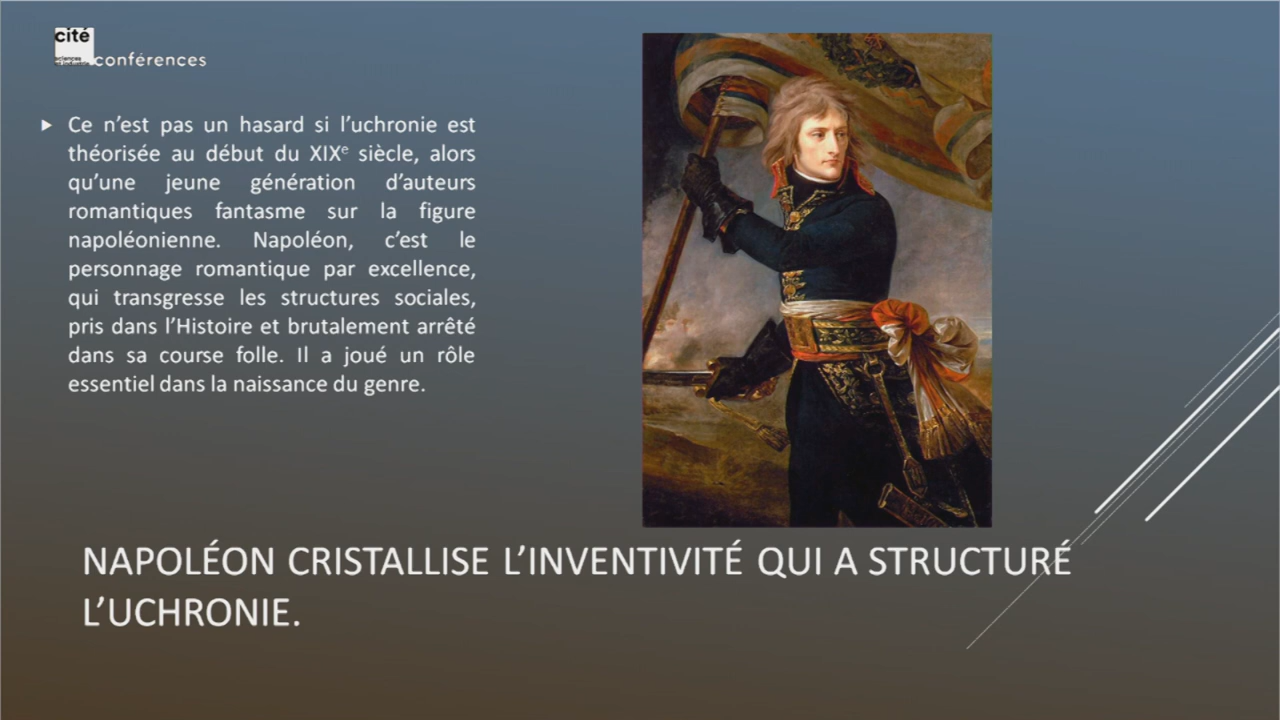 cité
sciences
et industrie
conférences
Ce n'est pas un hasard si l'uchronie est
théorisée au début du XIXe siècle, alors
qu'une jeune génération d'auteurs
romantiques fantasme sur la figure
napoléonienne. Napoléon, c'est le
personnage romantique par excellence,
qui transgresse les structures sociales,
pris dans l'Histoire et brutalement arrêté
dans sa course folle. Il a joué un rôle
essentiel dans la naissance du genre.
NAPOLÉON CRISTALLISE L'INVENTIVITÉ QUI A STRUCTURÉ
L'UCHRONIE.